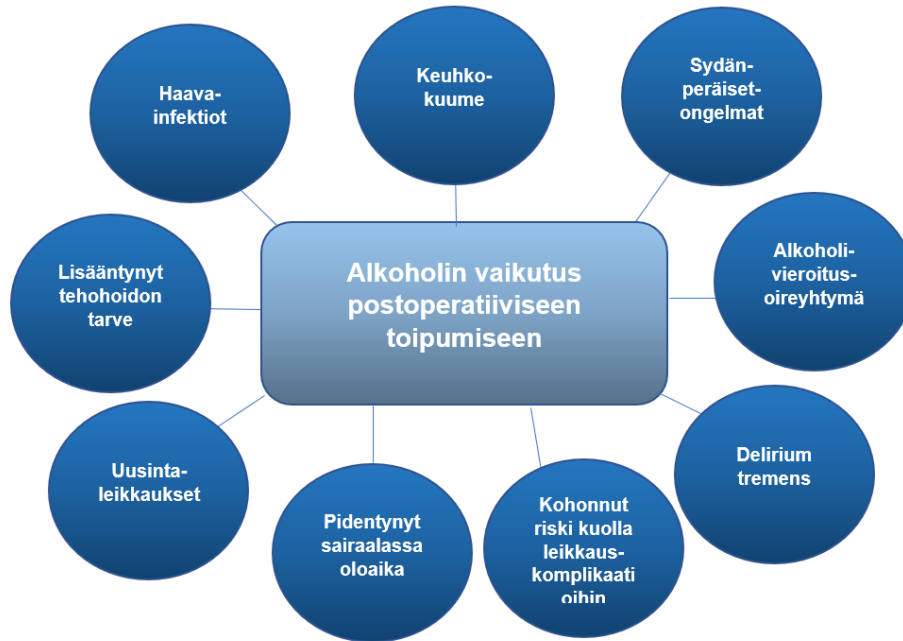 Haava-
infektiot
Keuhko-
kuume
Sydän-
peräiset-
ongelmat
Lisääntynyt
tehohoidon
tarve
Alkoholin vaikutus
postoperatiiviseen
toipumiseen
Alkoholi-
vieroitus-
oireyhtymä
Uusinta-
leikkaukset
Pidentynyt
sairaalassa
oloaika
Kohonnut
riski kuolla
leikkaus-
komplikaati
oihin
Delirium
tremens